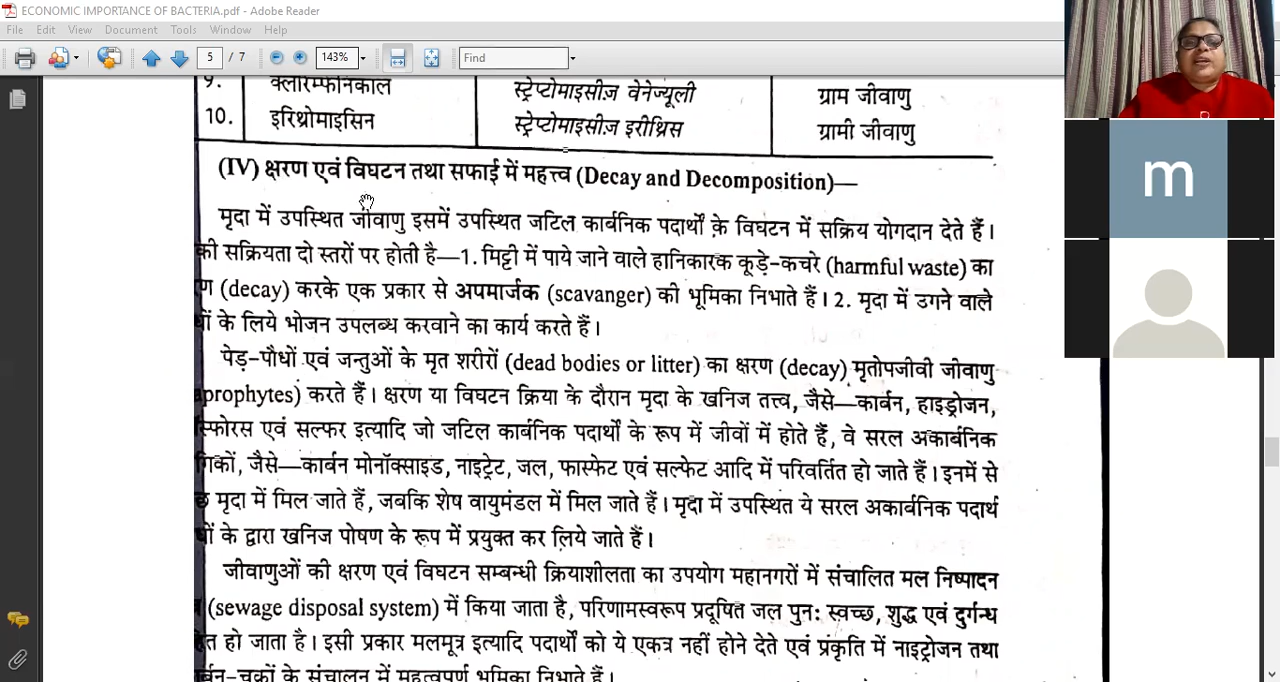 ECONOMIC IMPORTANCE OF BACTERIA.pdf - Adobe Reader
File Edit View Document Tools Window Help
5 / 7 143% Find
9. क्लोरम्फेनिकाल स्ट्रेप्टोमाइसीज़ वेनेज्यूली ग्राम जीवाणु
10. इरिथ्रोमाइसिन स्ट्रेप्टोमाइसीज़ इरीथ्रिस ग्रामी जीवाणु
(IV) क्षरण एवं विघटन तथा सफाई में महत्त्व (Decay and Decomposition)—
मृदा में उपस्थित जीवाणु इसमें उपस्थित जटिल कार्बनिक पदार्थों के विघटन में सक्रिय योगदान देते हैं।
की सक्रियता दो स्तरों पर होती है—1. मिट्टी में पाये जाने वाले हानिकारक कूड़े-कचरे (harmful waste) का
ण (decay) करके एक प्रकार से अपमार्जक (scavanger) की भूमिका निभाते हैं। 2. मृदा में उगने वाले
के लिये भोजन उपलब्ध करवाने का कार्य करते हैं।
पेड़-पौधों एवं जन्तुओं के मृत शरीरों (dead bodies or litter) का क्षरण (decay) मृतोपजीवी जीवाणु
aprophytes) करते हैं। क्षरण या विघटन क्रिया के दौरान मृदा के खनिज तत्त्व, जैसे—कार्बन, हाइड्रोजन,
स्फोरस एवं सल्फर इत्यादि जो जटिल कार्बनिक पदार्थों के रूप में जीवों में होते हैं, वे सरल अकार्बनिक
गिकों, जैसे—कार्बन मोनॉक्साइड, नाइट्रेट, जल, फास्फेट एवं सल्फेट आदि में परिवर्तित हो जाते हैं। इनमें से
छ मृदा में मिल जाते हैं, जबकि शेष वायुमंडल में मिल जाते हैं। मृदा में उपस्थित ये सरल अकार्बनिक पदार्थ
के द्वारा खनिज पोषण के रूप में प्रयुक्त कर लिये जाते हैं।
जीवाणुओं की क्षरण एवं विघटन सम्बन्धी क्रियाशीलता का उपयोग महानगरों में संचालित मल निष्पादन
(sewage disposal system) में किया जाता है, परिणामस्वरूप प्रदूषित जल पुनः स्वच्छ, शुद्ध एवं दुर्गन्ध
हित हो जाता है। इसी प्रकार मलमूत्र इत्यादि पदार्थों को ये एकत्र नहीं होने देते एवं प्रकृति में नाइट्रोजन तथा
र्बन-चक्रों के संचालन में महत्वपूर्ण भूमिका निभाते हैं।
m